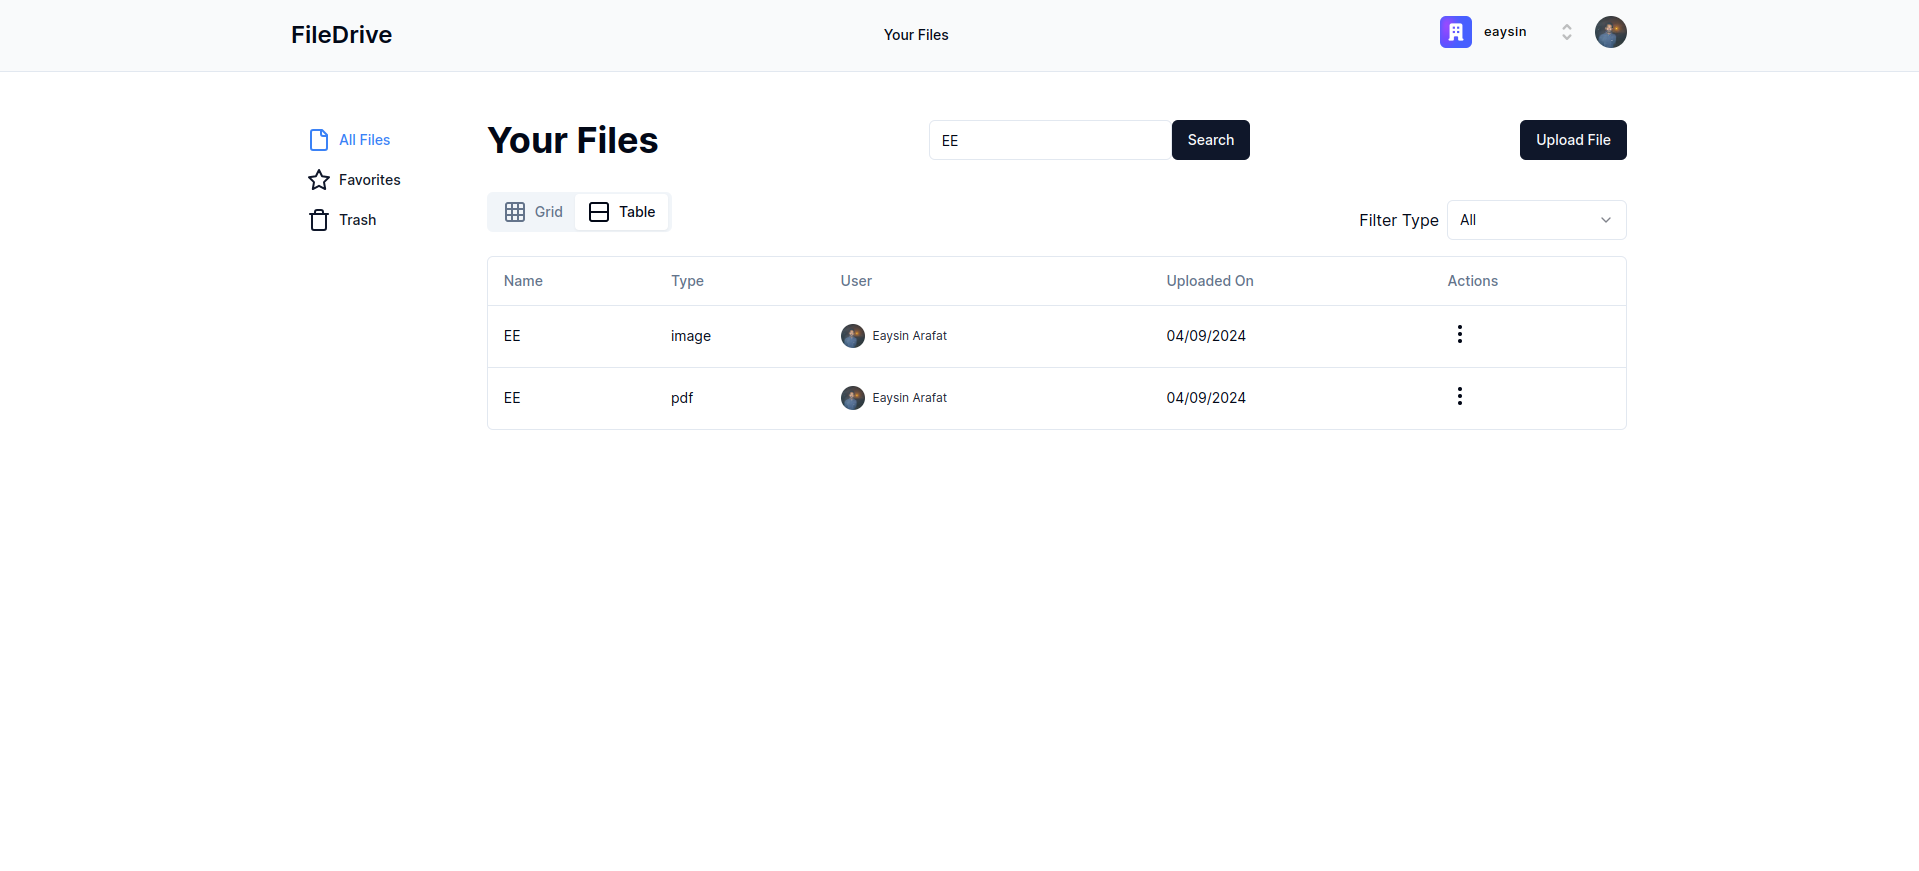 FileDrive
Your Files
eaysin
All Files
Favorites
Trash
Your Files
EE
Search
Upload File
Grid
Table
Filter Type
All
Name Type User Uploaded On Actions
EE image Eaysin Arafat 04/09/2024
EE pdf Eaysin Arafat 04/09/2024